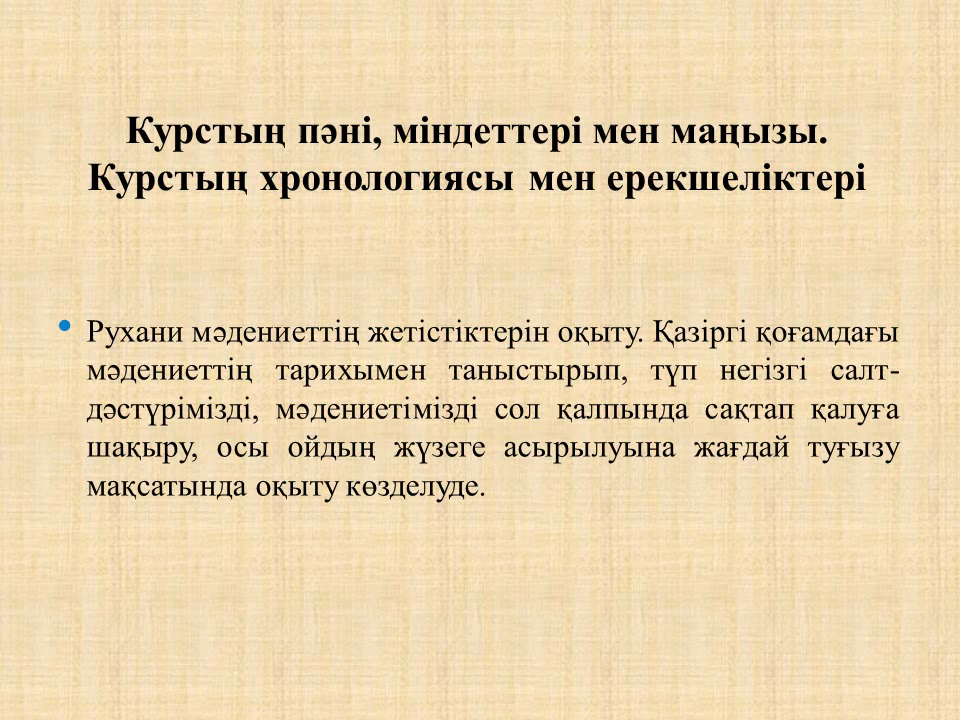 Курстың пәні, міндеттері мен маңызы.
Курстың хронологиясы мен ерекшеліктері
• Рухани мәдениеттің жетістіктерін оқыту. Қазіргі қоғамдағы
мәдениеттің тарихымен таныстырып, түп негізгі салт-
дәстүрімізді, мәдениетімізді сол қалпында сақтап қалуға
шақыру, осы ойдың жүзеге асырылуына жағдай туғызу
мақсатында оқыту көзделуде.